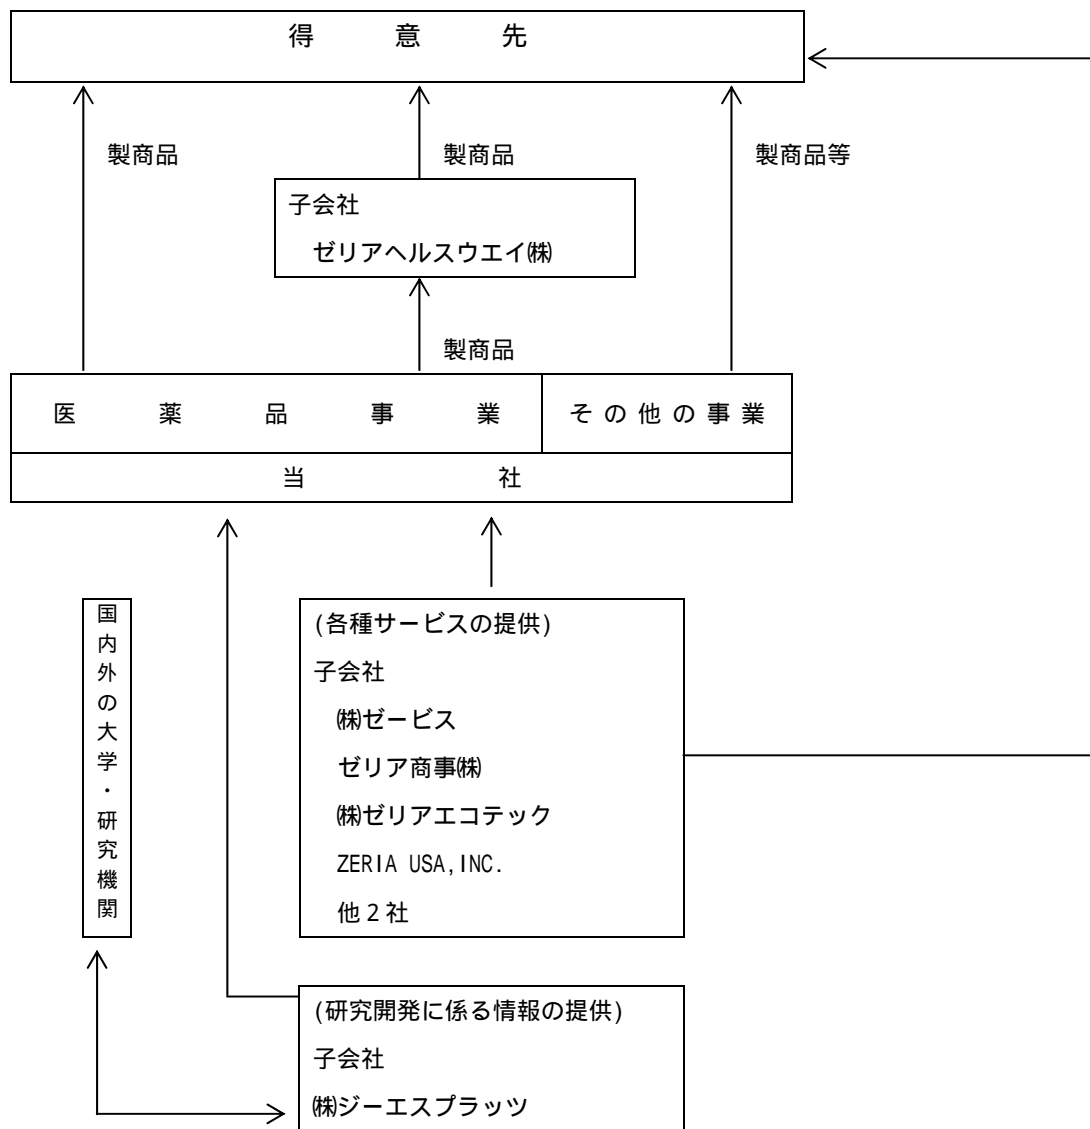 得意先
製商品
製商品
製商品等
子会社
ゼリアヘルスウエイ㈱
製商品
医薬品事業
その他の事業
当社
国内外の大学・研究機関
(各種サービスの提供)
子会社
㈱ゼービス
ゼリア商事㈱
㈱ゼリアエコテック
ZERIA USA,INC.
他2社
(研究開発に係る情報の提供)
子会社
㈱ジーエスプラッツ